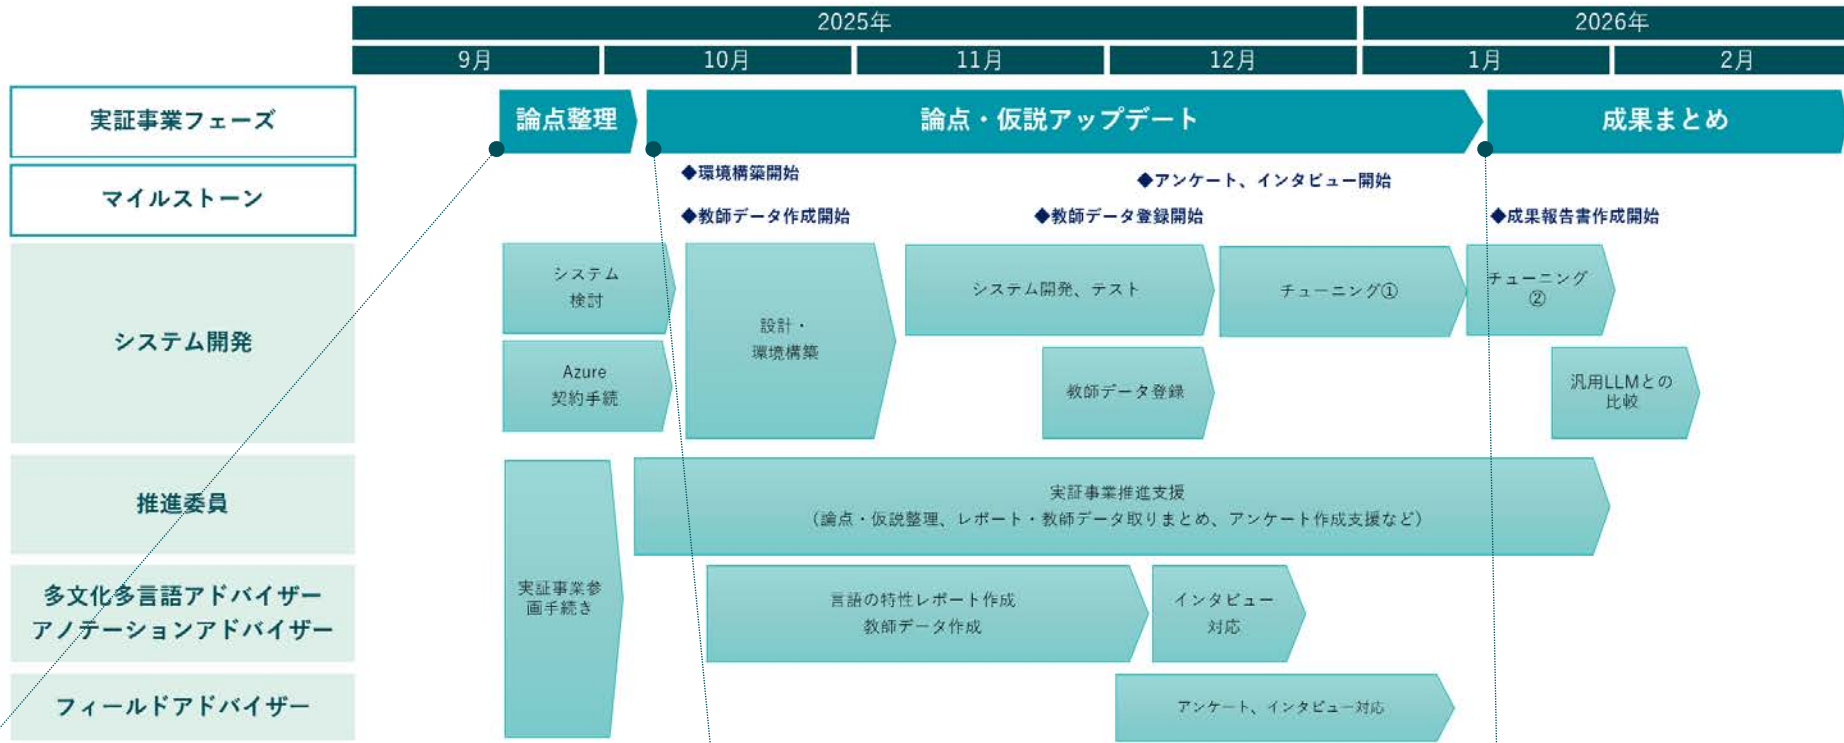 2025年
2026年
9月
10月
11月
12月
1月
2月
実証事業フェーズ
論点整理
論点・仮説アップデート
成果まとめ
マイルストーン
◆環境構築開始
◆アンケート、インタビュー開始
◆教師データ作成開始
◆教師データ登録開始
◆成果報告書作成開始
システム開発
システム
検討
Azure
契約手続
設計・
環境構築
システム開発、テスト
教師データ登録
チューニング①
チューニング
②
汎用LLMとの
比較
推進委員
実証事業参
画手続き
実証事業推進支援
（論点・仮説整理、レポート・教師データ取りまとめ、アンケート作成支援など）
多文化多言語アドバイザー
アノテーションアドバイザー
言語の特性レポート作成
教師データ作成
インタビュー
対応
フィールドアドバイザー
アンケート、インタビュー対応